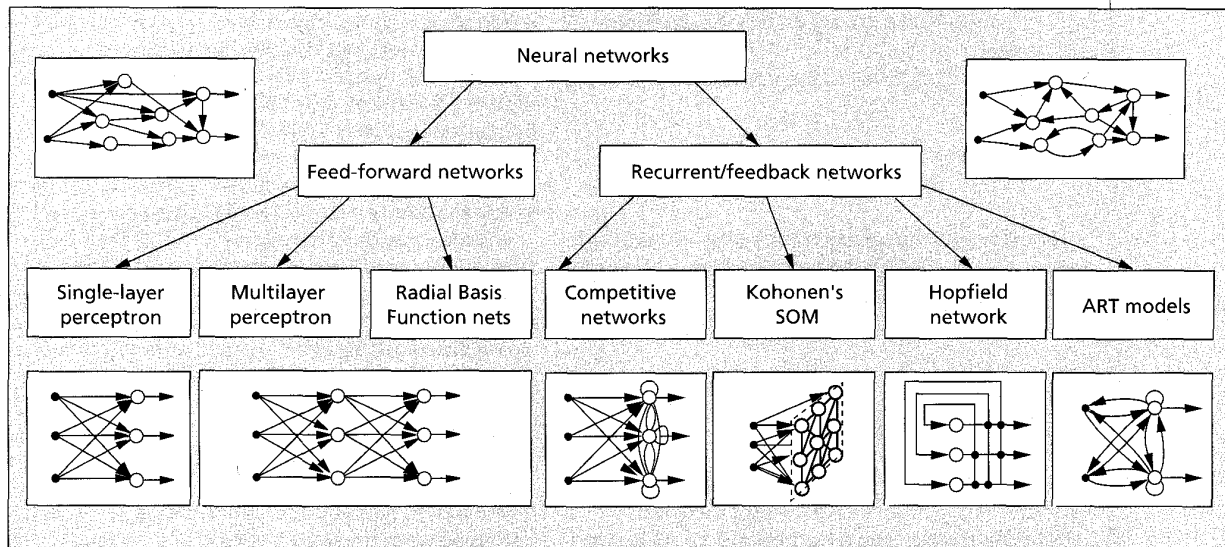 Neural networks
Feed-forward networks
Recurrent/feedback networks
Single-layer
perceptron
Multilayer
perceptron
Radial Basis
Function nets
Competitive
networks
Kohonen's
SOM
Hopfield
network
ART models